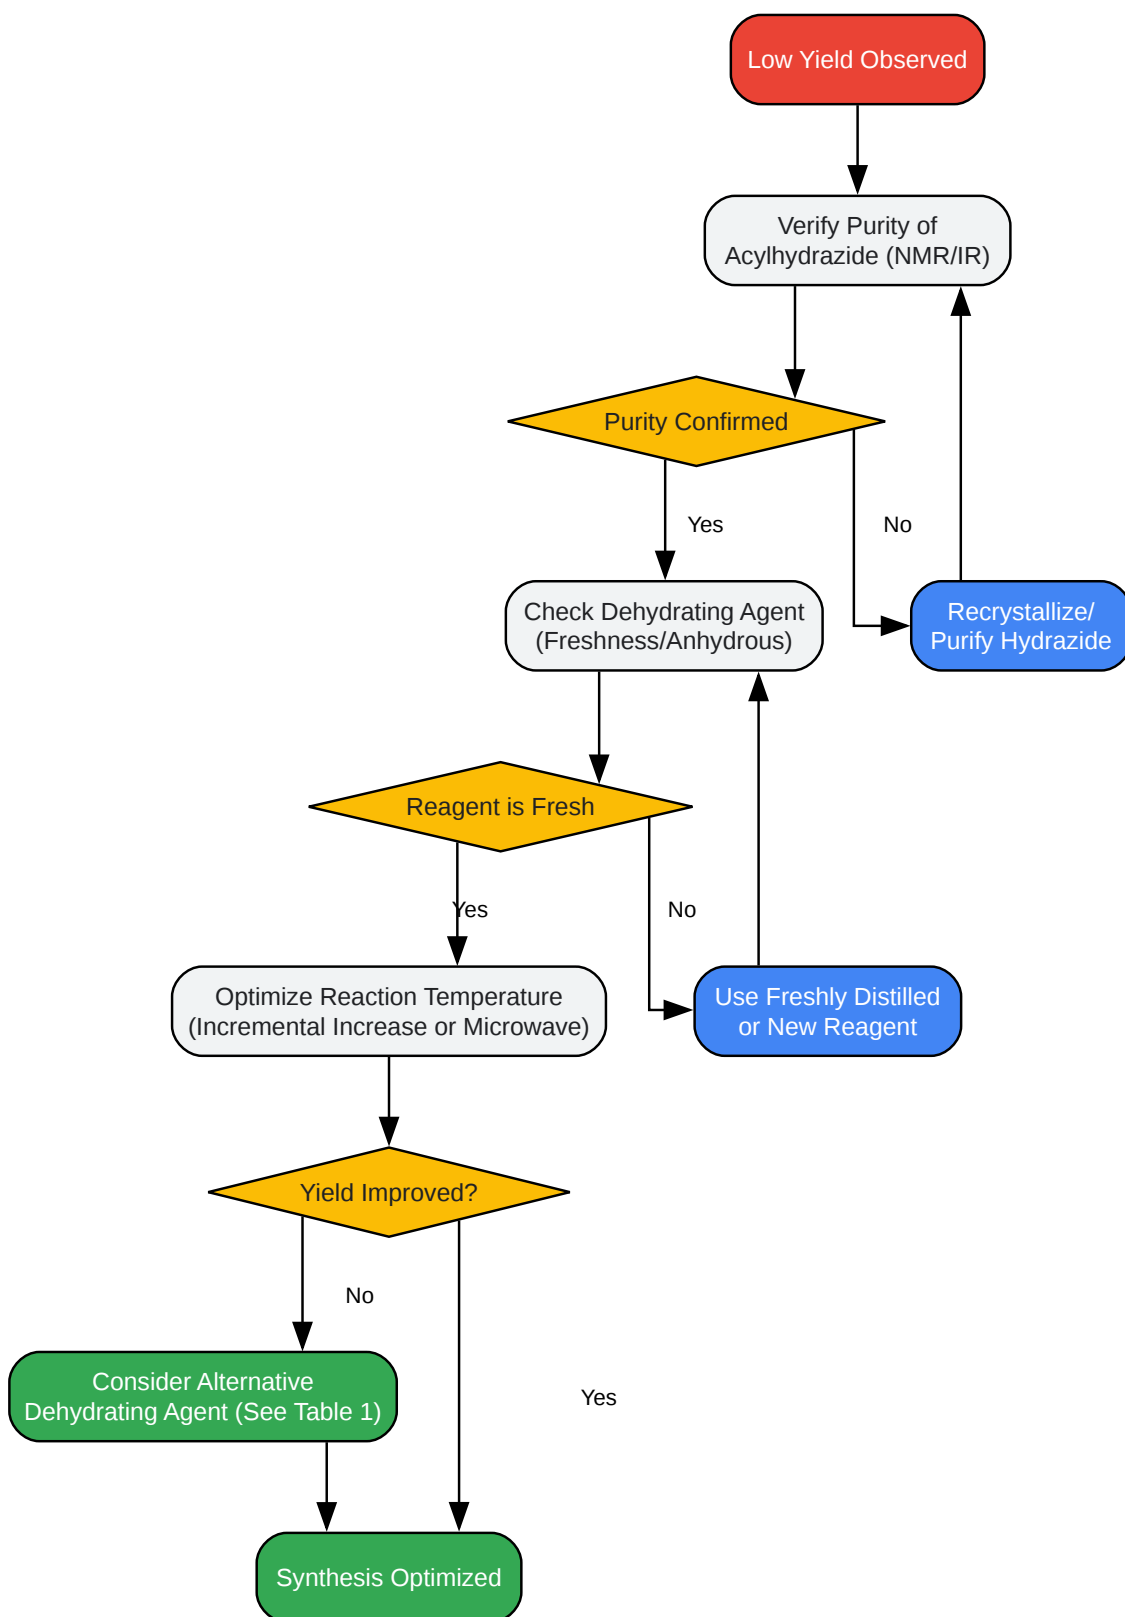 Low Yield Observed
Verify Purity of
Acylhydrazide (NMR/IR)
Purity Confirmed
Yes
No
Check Dehydrating Agent
(Freshness/Anhydrous)
Recrystallize/
Purify Hydrazide
Reagent is Fresh
Yes
No
Optimize Reaction Temperature
(Incremental Increase or Microwave)
Use Freshly Distilled
or New Reagent
Yield Improved?
No
Consider Alternative
Dehydrating Agent (See Table 1)
Yes
Synthesis Optimized